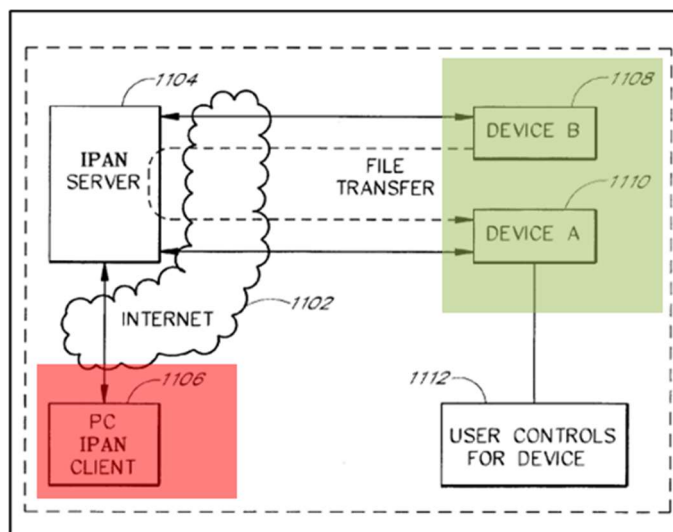 1104
IPAN
SERVER
1108
DEVICE B
FILE
TRANSFER
1110
DEVICE A
INTERNET
1102
1106
PC
IPAN
CLIENT
1112
USER CONTROLS
FOR DEVICE